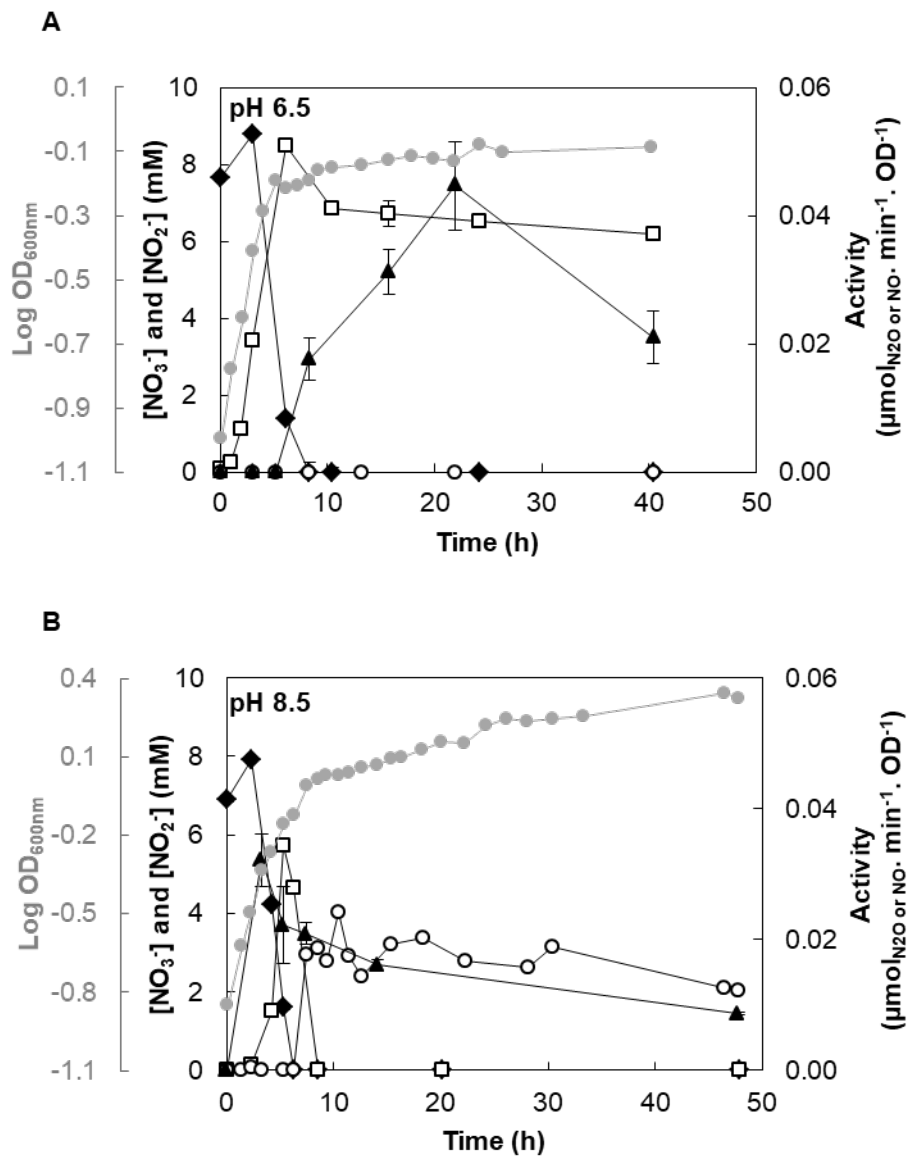 A
pH 6.5
Log OD600nm
0.1
-0.1
-0.3
-0.5
-0.7
-0.9
-1.1
[NO3-] and [NO2-] (mM)
10
8
6
4
2
0
0.06
0.04
0.02
0.00
Activity
(µmolN2O or NO· min-1. OD-1)
0 10 20 30 40 50
Time (h)
B
pH 8.5
Log OD600nm
0.4
0.1
-0.2
-0.5
-0.8
-1.1
[NO3-] and [NO2-] (mM)
10
8
6
4
2
0
0.06
0.04
0.02
0.00
Activity
(µmolN2O or NO· min-1. OD-1)
0 10 20 30 40 50
Time (h)